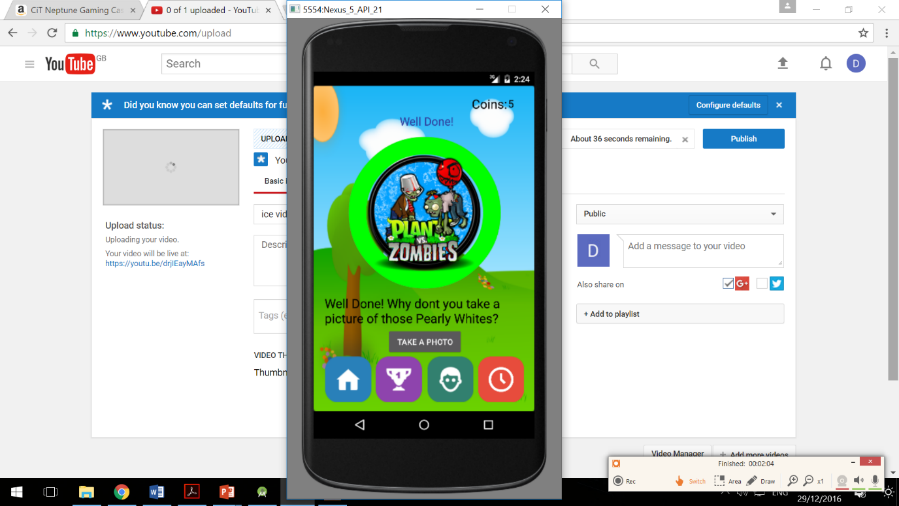 CiT Neptune Gaming Ca
0 of 1 uploaded - YouTu
5554:Nexus_5_API_21
https://www.youtube.com/upload
YouTube GB
Search
D
Did you know you can set defaults for fu
Configure defaults
UPLOA
About 36 seconds remaining.
Publish
Yo
Basic i
Upload status:
Uploading your video.
Your video will be live at:
https://youtu.be/drjIEayMAfs
ice vid
Descri
Tags (e
VIDEO TH
Thumbn
Public
D
Add a message to your video
Also share on
G+
+ Add to playlist
Video Manager
+ Add more videos
2:24
Coins:5
Well Done!
PLANT
VS.
ZOMBIES
Well Done! Why dont you take a
picture of those Pearly Whites?
TAKE A PHOTO
1
Finished: 00:02:04
Rec
Switch
Area
Draw
x1
ENG
29/12/2016